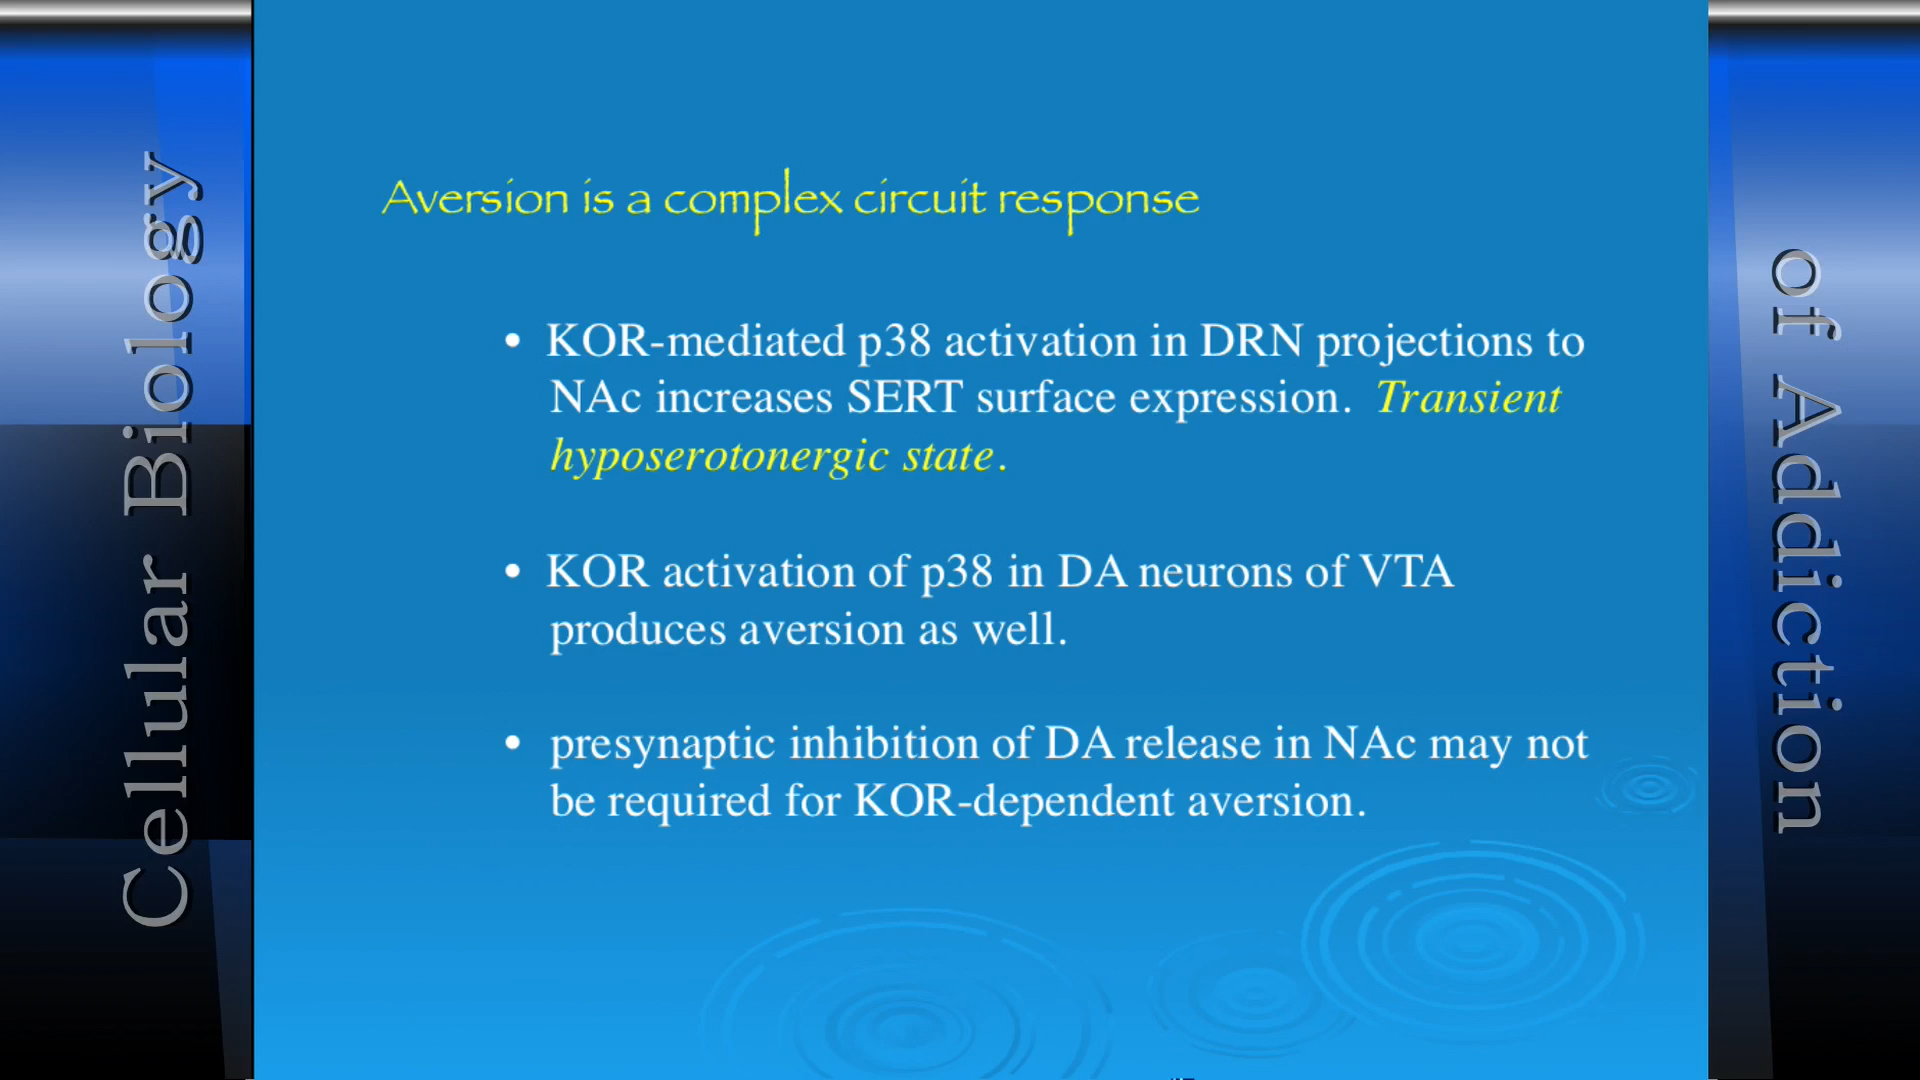 Cellular Biology
Aversion is a complex circuit response
• KOR-mediated p38 activation in DRN projections to
NAc increases SERT surface expression. Transient
hyposerotonergic state.
• KOR activation of p38 in DA neurons of VTA
produces aversion as well.
• presynaptic inhibition of DA release in NAc may not
be required for KOR-dependent aversion.
of Addiction